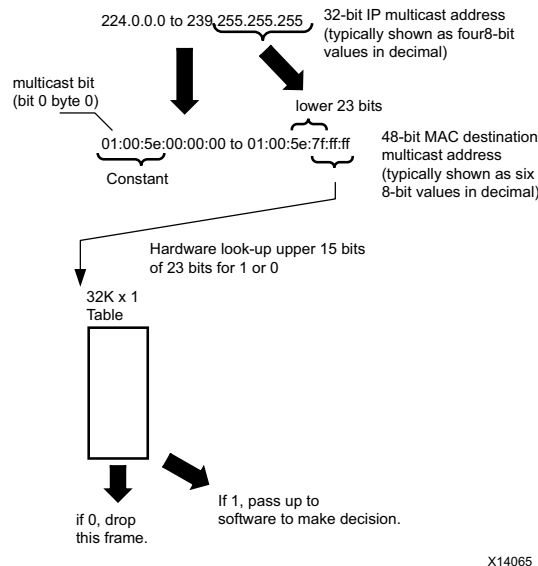 224.0.0.0 to 239.255.255.255
32-bit IP multicast address
(typically shown as four8-bit
values in decimal)
multicast bit
(bit 0 byte 0)
lower 23 bits
01:00:5e:00:00:00 to 01:00:5e:7f:ff:ff
48-bit MAC destination
multicast address
(typically shown as six
8-bit values in decimal)
Constant
Hardware look-up upper 15 bits
of 23 bits for 1 or 0
32K x 1
Table
if 0, drop
this frame.
If 1, pass up to
software to make decision.
X14065